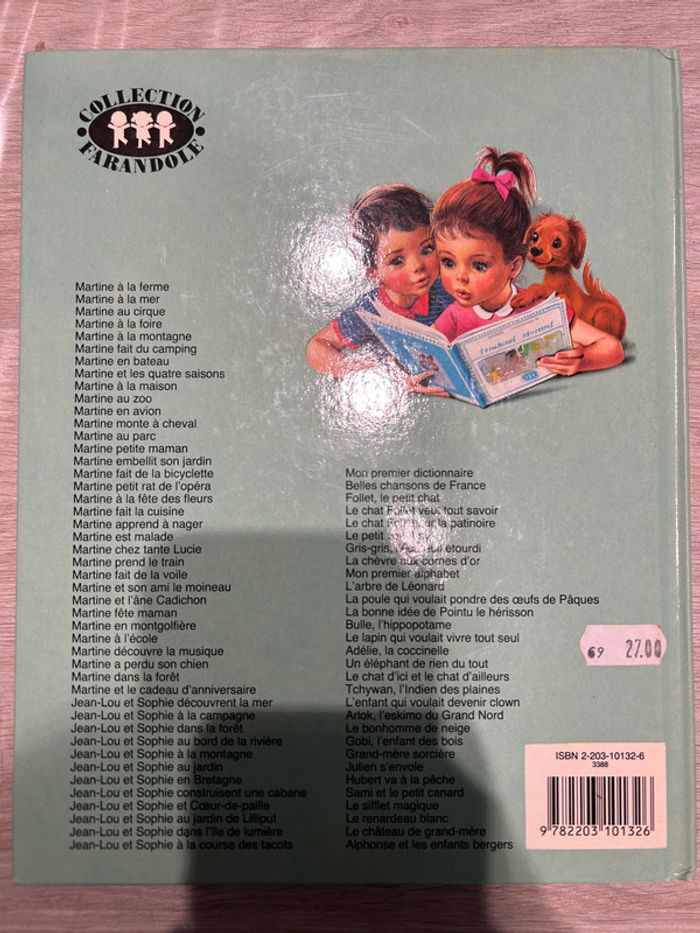 COLLECTION
FARANDOLE
Martine à la ferme
Martine à la mer
Martine au cirque
Martine à la foire
Martine à la montagne
Martine fait du camping
Martine en bateau
Martine et les quatre saisons
Martine à la maison
Martine au zoo
Martine en avion
Martine monte à cheval
Martine au parc
Martine petite maman
Martine embellit son jardin
Martine fait de la bicyclette
Martine petit rat de l'opéra
Martine à la fête des fleurs
Martine fait la cuisine
Martine apprend à nager
Martine est malade
Martine chez tante Lucie
Martine prend le train
Martine fait de la voile
Martine et son ami le moineau
Martine et l'âne Cadichon
Martine fête maman
Martine en montgolfière
Martine à l'école
Martine découvre la musique
Martine a perdu son chien
Martine dans la forêt
Martine et le cadeau d'anniversaire
Jean-Lou et Sophie découvrent la mer
Jean-Lou et Sophie à la campagne
Jean-Lou et Sophie dans la forêt
Jean-Lou et Sophie au bord de la rivière
Jean-Lou et Sophie à la montagne
Jean-Lou et Sophie au jardin
Jean-Lou et Sophie en Bretagne
Jean-Lou et Sophie construisent une cabane
Jean-Lou et Sophie et Cœur-de-paille
Jean-Lou et Sophie au jardin de Lilliput
Jean-Lou et Sophie dans l'île de lumière
Jean-Lou et Sophie à la course des tacots
Mon premier dictionnaire
Belles chansons de France
Follet, le petit chat
Le chat Follet veut tout savoir
Le chat la patinoire
Le petit
Gris-gris, étourdi
La chèvre aux cornes d'or
Mon premier alphabet
L'arbre de Léonard
La poule qui voulait pondre des œufs de Pâques
La bonne idée de Pointu le hérisson
Bulle, l'hippopotame
Le lapin qui voulait vivre tout seul
Adélie, la coccinelle
Un éléphant de rien du tout
Le chat d'ici et le chat d'ailleurs
Tchywan, l'Indien des plaines
L'enfant qui voulait devenir clown
Arlok, l'eskimo du Grand Nord
Le bonhomme de neige
Gobi, l'enfant des bois
Grand-mère sorcière
Julien s'envole
Hubert va à la pêche
Sami et le petit canard
Le sifflet magique
Le renardeau blanc
Le château de grand-mère
Alphonse et les enfants bergers
69 27.00
ISBN 2-203-10132-6
3388
9 782203 101326